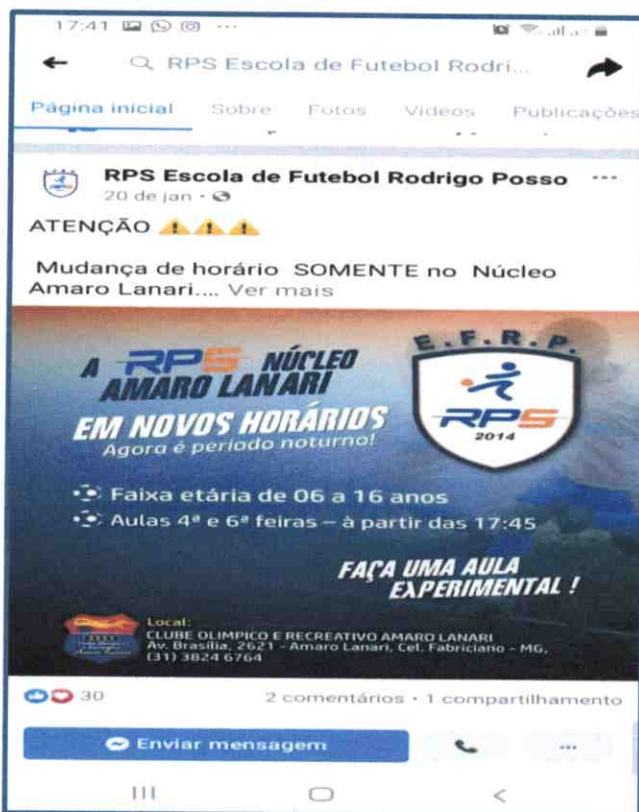 17:41
RPS Escola de Futebol Rodri...
Página inicial Sobre Fotos Videos Publicações
RPS Escola de Futebol Rodrigo Posso
20 de jan
ATENÇÃO
Mudança de horário SOMENTE no Núcleo
Amaro Lanari.... Ver mais
E.F.R.P.
RPS
2014
A RPS NÚCLEO
AMARO LANARI
EM NOVOS HORÁRIOS
Agora é período noturno!
Faixa etária de 06 a 16 anos
Aulas 4ª e 6ª feiras – à partir das 17:45
FAÇA UMA AULA
EXPERIMENTAL !
Local:
CLUBE OLIMPICO E RECREATIVO AMARO LANARI
Av. Brasília, 2621 - Amaro Lanari, Cel. Fabriciano - MG,
(31) 3824 6764
30
2 comentários • 1 compartilhamento
Enviar mensagem